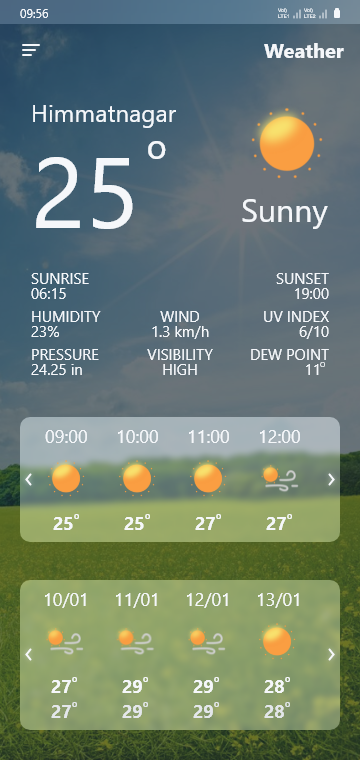 09:56
Vo))
LTE1
Vo))
LTE2
Weather
Himmatnagar
25°
Sunny
SUNRISE SUNSET
06:15 19:00
HUMIDITY WIND UV INDEX
23% 1.3 km/h 6/10
PRESSURE VISIBILITY DEW POINT
24.25 in HIGH 11°
09:00 10:00 11:00 12:00
25° 25° 27° 27°
10/01 11/01 12/01 13/01
27° 29° 29° 28°
27° 29° 29° 28°